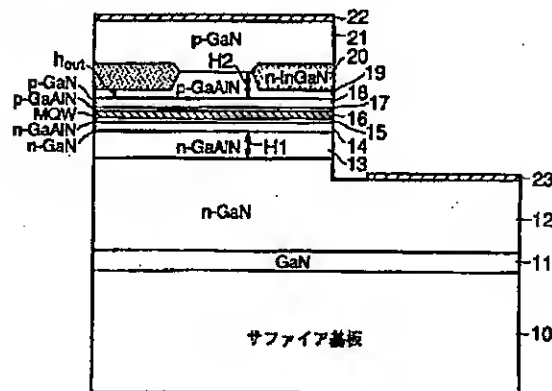 22
p-GaN
21
hout
H2
20
n-InGaN
19
p-GaAlN
p-GaN
18
p-GaAlN
17
MQW
16
n-GaAlN
15
n-GaN
14
n-GaAlN
H1
13
23
n-GaN
12
GaN
11
サファイア基板
10